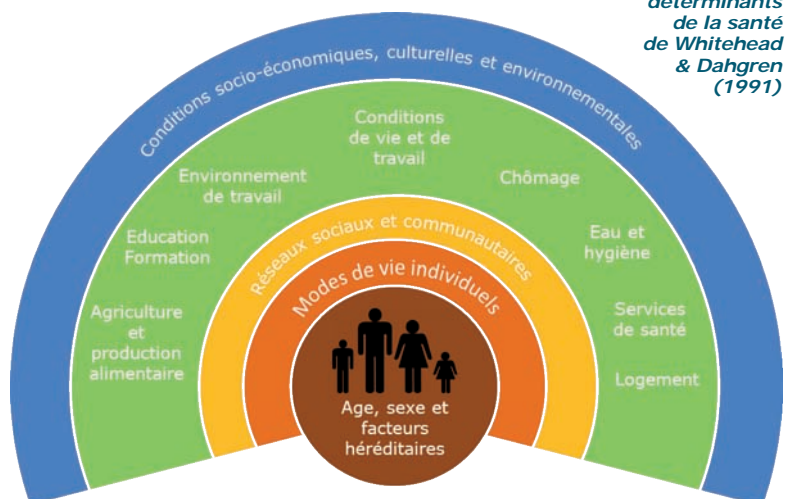 déterminants
de la santé
de Whitehead
& Dahgren
(1991)
Conditions socio-économiques, culturelles et environnementales
Conditions
de vie et de
travail
Environnement
de travail
Chômage
Education
Formation
Eau et
hygiène
Agriculture
et
production
alimentaire
Services
de santé
Logement
Réseaux sociaux et communautaires
Modes de vie individuels
Age, sexe et
facteurs
héréditaires